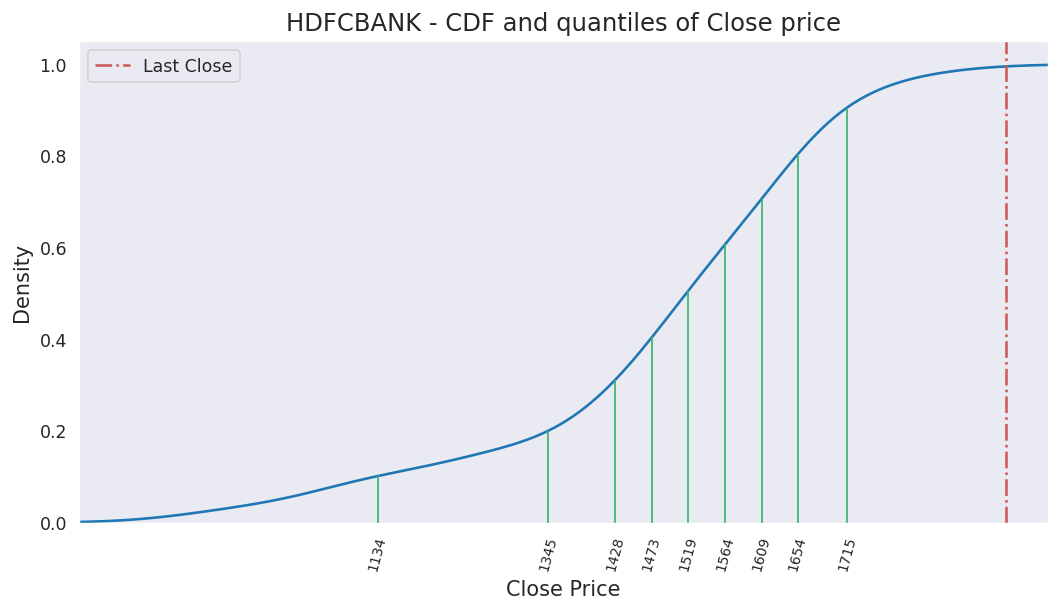 HDFCBANK - CDF and quantiles of Close price
Last Close
1.0
0.8
0.6
0.4
0.2
0.0
Density
1134 1345 1428 1473 1519 1564 1609 1654 1715
Close Price